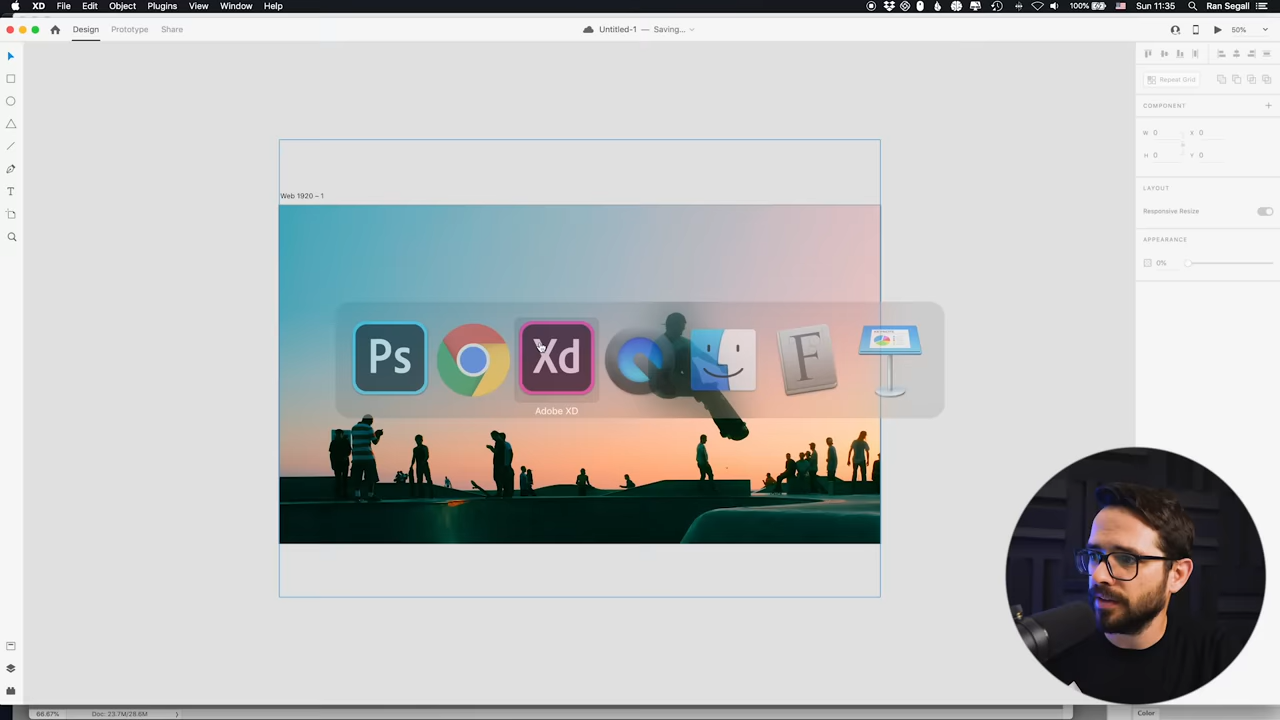 XD File Edit Object Plugins View Window Help
100% Sun 11:35 Ran Segall
Design Prototype Share
Untitled-1 — Saving...
50%
Repeat Grid
COMPONENT
W 0 X 0
H 0 Y 0
LAYOUT
Responsive Resize
APPEARANCE
0%
Web 1920 – 1
T
Ps
Xd
F
Adobe XD
66.67% Doc: 23.7M/28.6M
Color